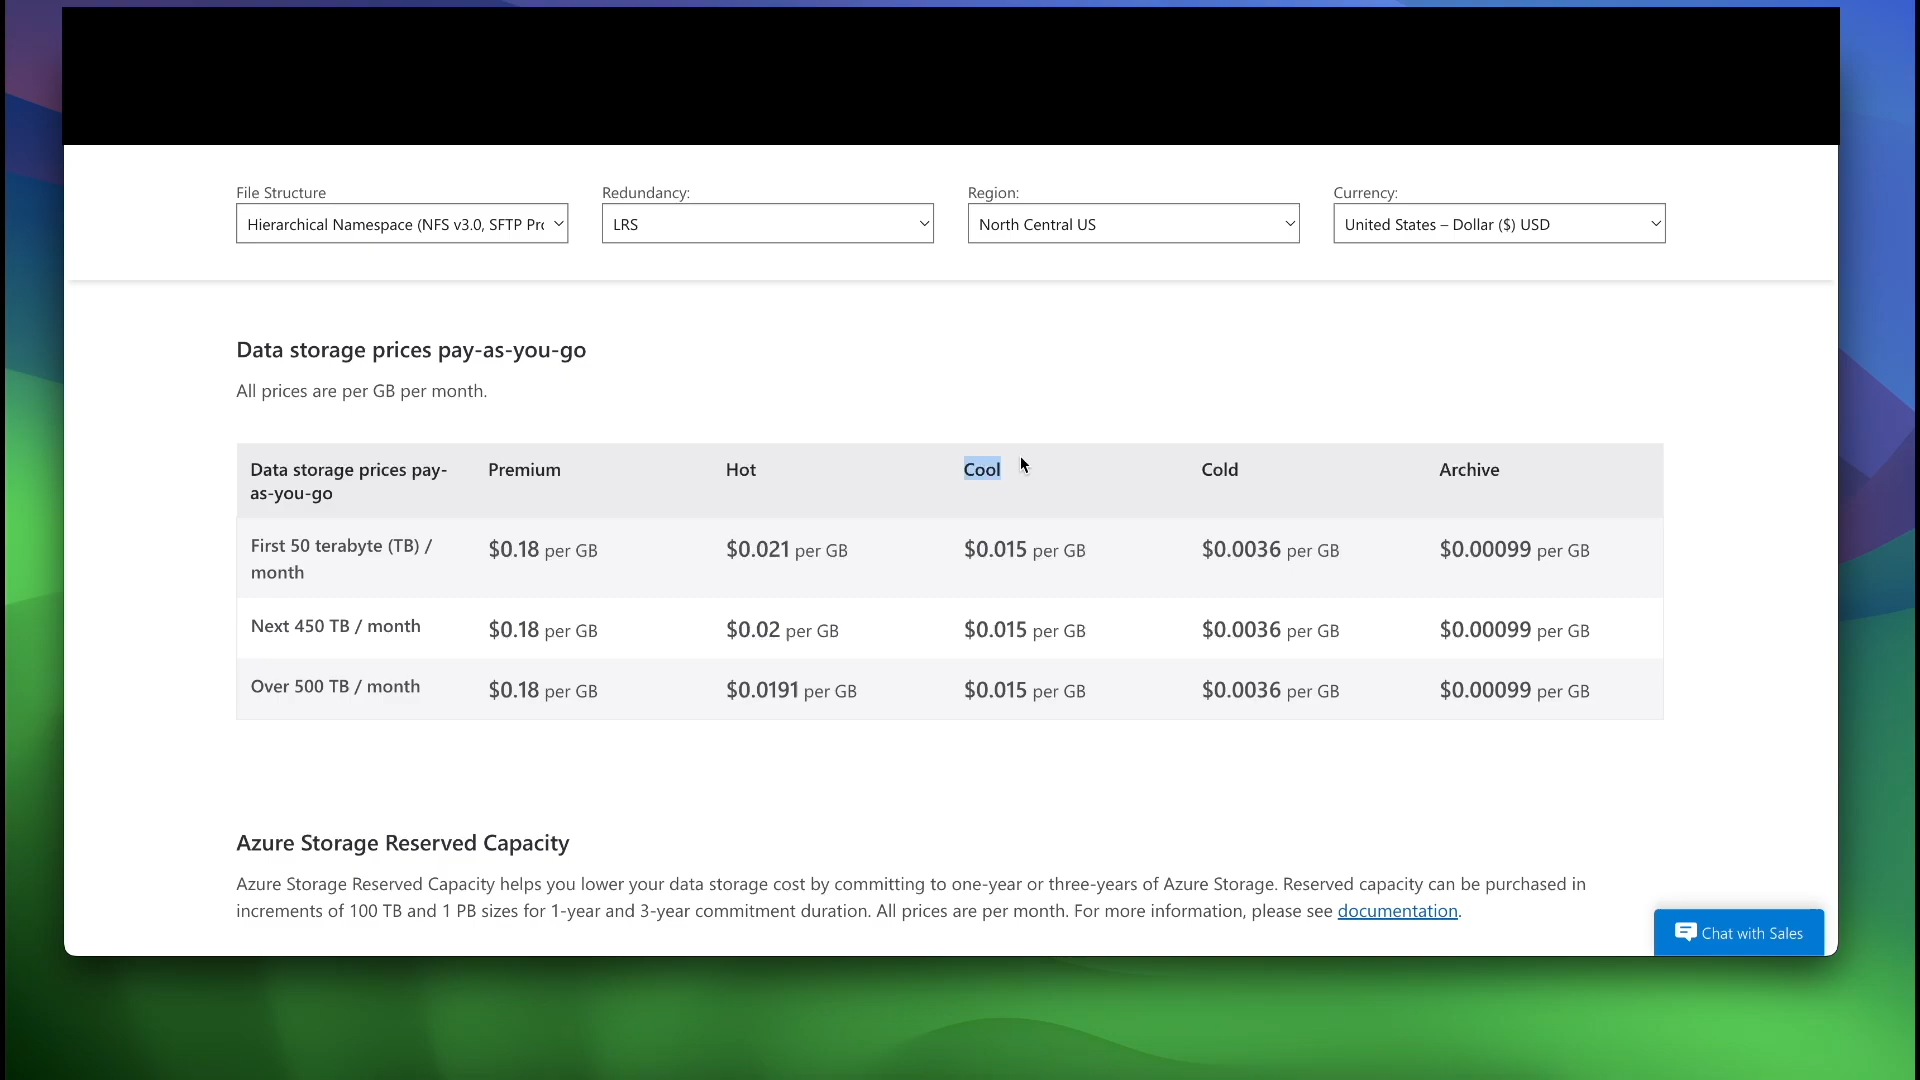 File Structure
Redundancy:
Region:
Currency:
Hierarchical Namespace (NFS v3.0, SFTP Prc
LRS
North Central US
United States – Dollar ($) USD
Data storage prices pay-as-you-go
All prices are per GB per month.
Data storage prices pay-
as-you-go
Premium
Hot
Cool
Cold
Archive
First 50 terabyte (TB) /
month
$0.18 per GB
$0.021 per GB
$0.015 per GB
$0.0036 per GB
$0.00099 per GB
Next 450 TB / month
$0.18 per GB
$0.02 per GB
$0.015 per GB
$0.0036 per GB
$0.00099 per GB
Over 500 TB / month
$0.18 per GB
$0.0191 per GB
$0.015 per GB
$0.0036 per GB
$0.00099 per GB
Azure Storage Reserved Capacity
Azure Storage Reserved Capacity helps you lower your data storage cost by committing to one-year or three-years of Azure Storage. Reserved capacity can be purchased in
increments of 100 TB and 1 PB sizes for 1-year and 3-year commitment duration. All prices are per month. For more information, please see documentation.
Chat with Sales